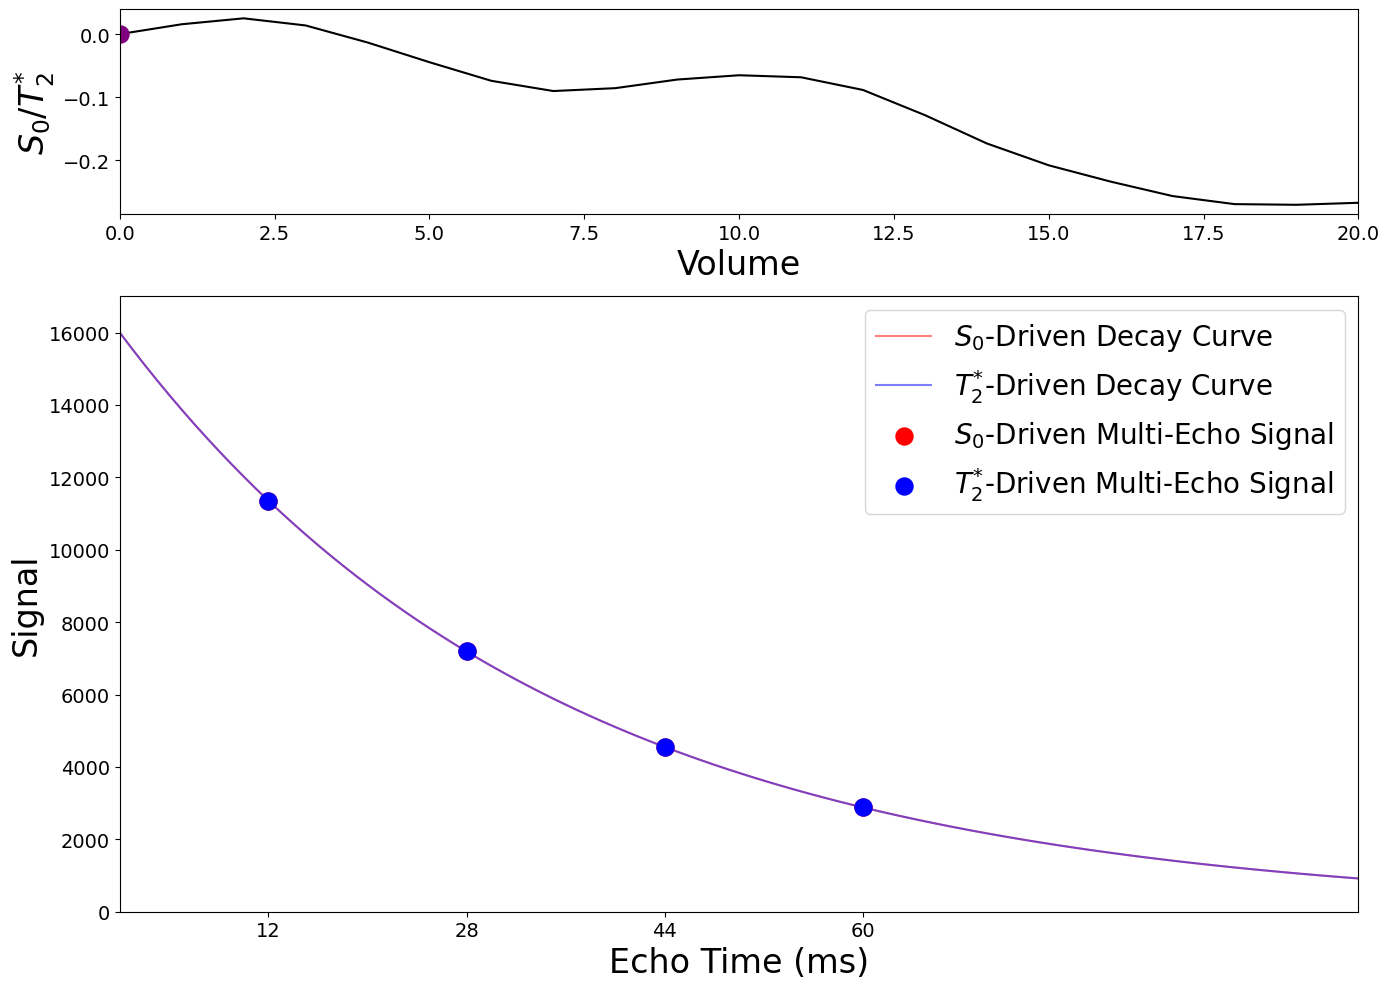 S₀/T₂*
0.0
−0.1
−0.2
0.0 2.5 5.0 7.5 10.0 12.5 15.0 17.5 20.0
Volume
Signal
16000
14000
12000
10000
8000
6000
4000
2000
0
S₀-Driven Decay Curve
T₂*-Driven Decay Curve
S₀-Driven Multi-Echo Signal
T₂*-Driven Multi-Echo Signal
12 28 44 60
Echo Time (ms)